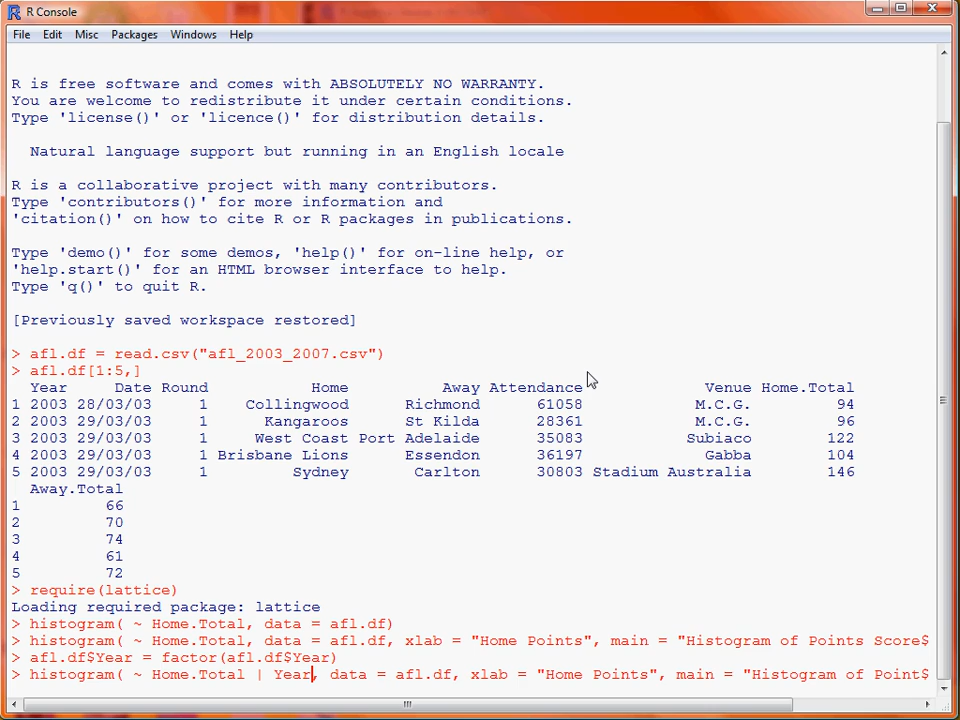 R Console
File Edit Misc Packages Windows Help
R is free software and comes with ABSOLUTELY NO WARRANTY.
You are welcome to redistribute it under certain conditions.
Type 'license()' or 'licence()' for distribution details.
Natural language support but running in an English locale
R is a collaborative project with many contributors.
Type 'contributors()' for more information and
'citation()' on how to cite R or R packages in publications.
Type 'demo()' for some demos, 'help()' for on-line help, or
'help.start()' for an HTML browser interface to help.
Type 'q()' to quit R.
[Previously saved workspace restored]
> afl.df = read.csv("afl_2003_2007.csv")
> afl.df[1:5,]
Year Date Round Home Away Attendance Venue Home.Total
1 2003 28/03/03 1 Collingwood Richmond 61058 M.C.G. 94
2 2003 29/03/03 1 Kangaroos St Kilda 28361 M.C.G. 96
3 2003 29/03/03 1 West Coast Port Adelaide 35083 Subiaco 122
4 2003 29/03/03 1 Brisbane Lions Essendon 36197 Gabba 104
5 2003 29/03/03 1 Sydney Carlton 30803 Stadium Australia 146
Away.Total
1 66
2 70
3 74
4 61
5 72
> require(lattice)
Loading required package: lattice
> histogram( ~ Home.Total, data = afl.df)
> histogram( ~ Home.Total, data = afl.df, xlab = "Home Points", main = "Histogram of Points Score$
> afl.df$Year = factor(afl.df$Year)
> histogram( ~ Home.Total | Year, data = afl.df, xlab = "Home Points", main = "Histogram of Point$